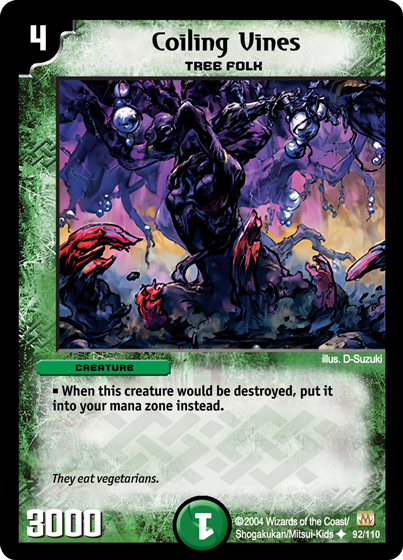 4
Coiling Vines
TREE FOLK
illus. D-Suzuki
CREATURE
▪ When this creature would be destroyed, put it
into your mana zone instead.
They eat vegetarians.
3000
1
©2004 Wizards of the Coast/
Shogakukan/Mitsui-Kids ✦ 92/110